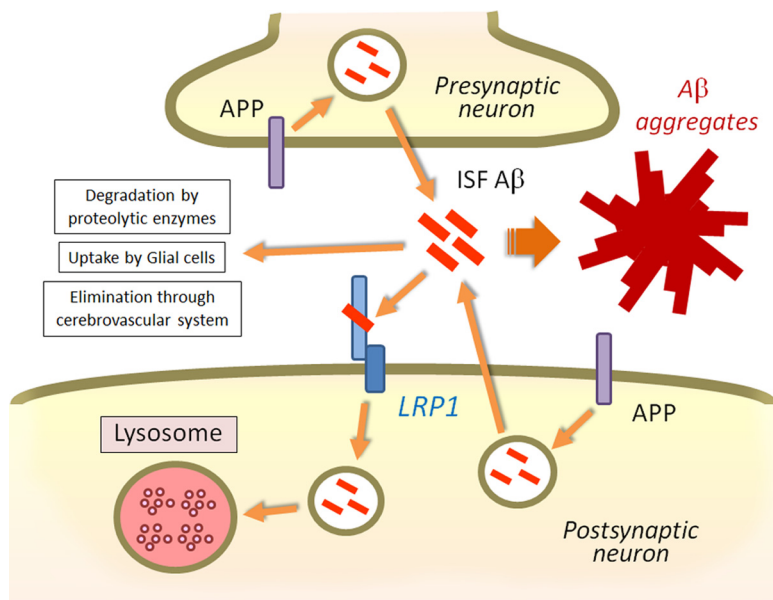 Presynaptic
neuron
APP
Aβ
aggregates
ISF Aβ
Degradation by
proteolytic enzymes
Uptake by Glial cells
Elimination through
cerebrovascular system
LRP1
APP
Lysosome
Postsynaptic
neuron